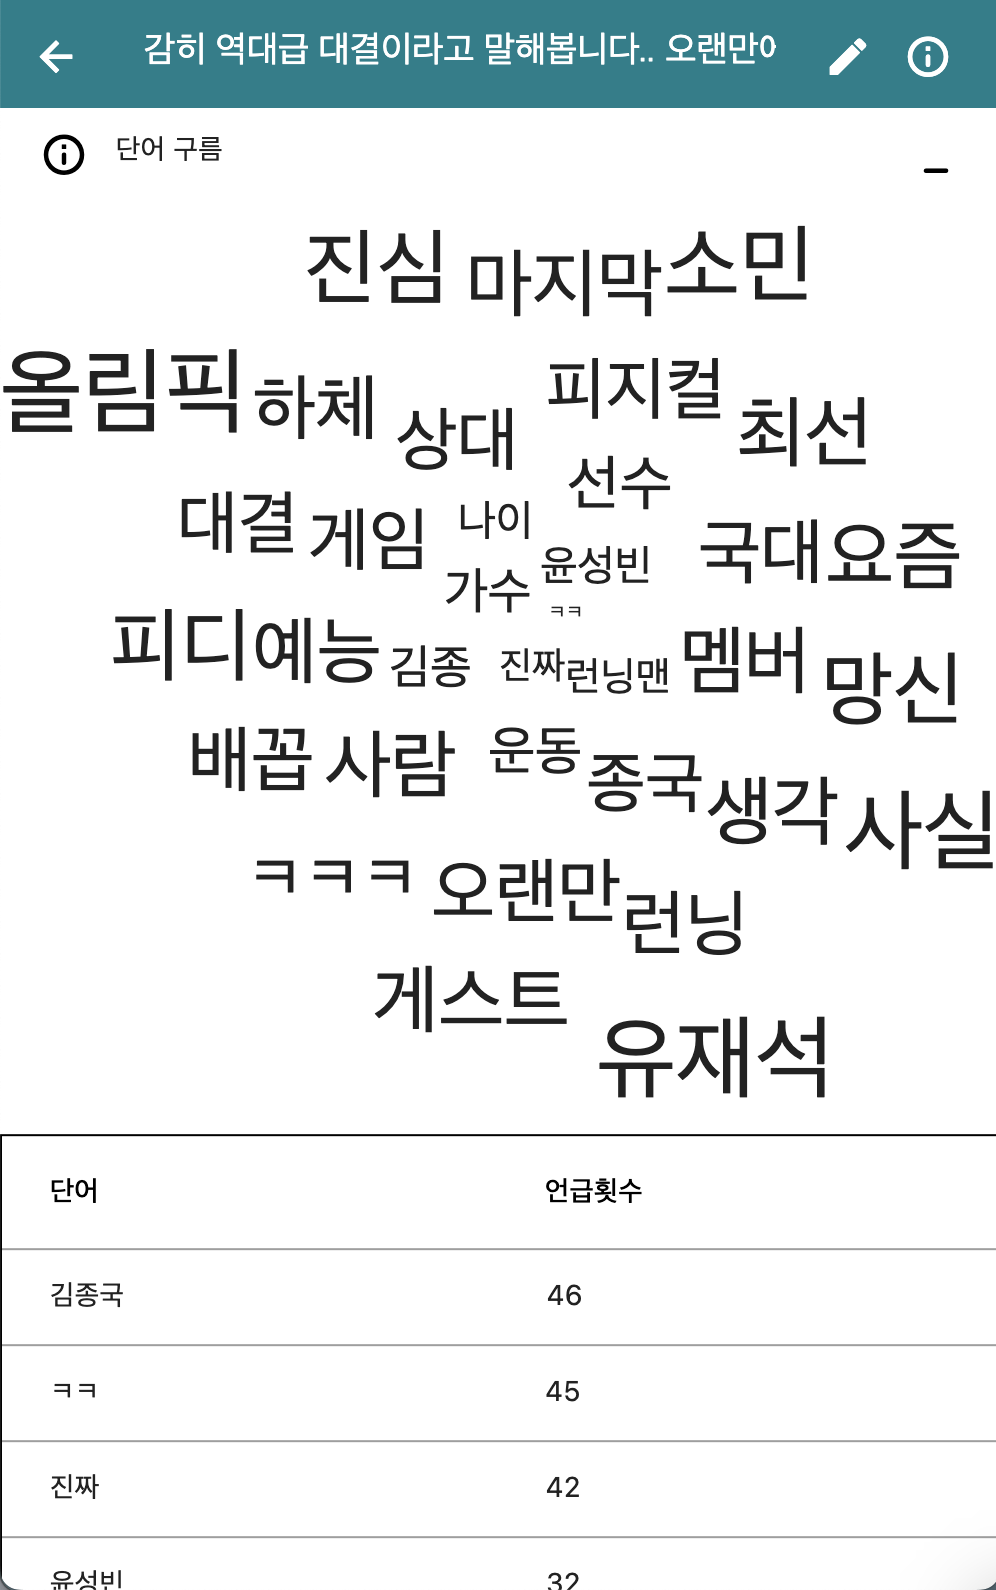 감히 역대급 대결이라고 말해봅니다.. 오랜만이
단어 구름
진심 마지막 소민
올림픽 하체 상대 피지컬 최선
선수
대결 게임 나이 국대 요즘
가수 윤성빈
ㅋㅋ
피디 예능 김종 진짜 런닝맨 멤버 망신
배꼽 사람 운동 종국 생각 사실
ㅋㅋㅋ 오랜만 런닝
게스트 유재석
단어 언급횟수
김종국 46
ㅋㅋ 45
진짜 42
윤성빈 32